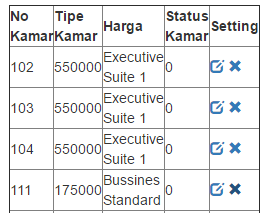 No Kamar Tipe Kamar Harga Status Kamar Setting
102 550000 Executive Suite 1 0
103 550000 Executive Suite 1 0
104 550000 Executive Suite 1 0
111 175000 Bussines Standard 0